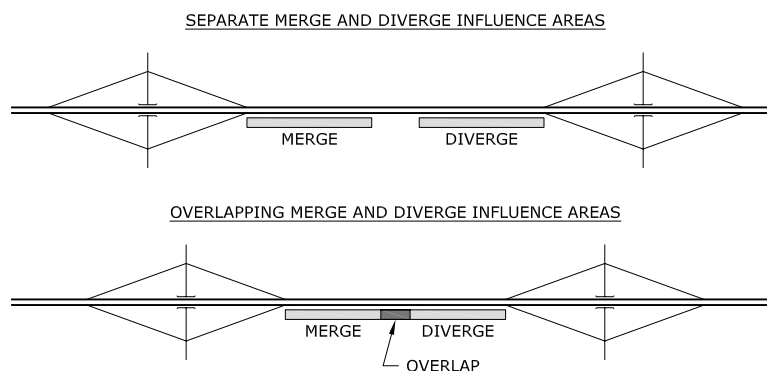 SEPARATE MERGE AND DIVERGE INFLUENCE AREAS
MERGE DIVERGE
OVERLAPPING MERGE AND DIVERGE INFLUENCE AREAS
MERGE DIVERGE
OVERLAP